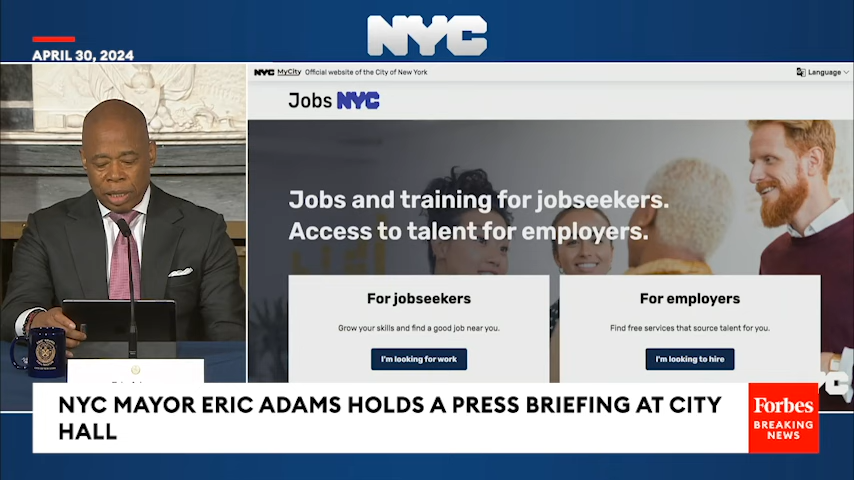 NYC
APRIL 30, 2024
NYC MyCity Official website of the City of New York
Language
Jobs NYC
Jobs and training for jobseekers.
Access to talent for employers.
For jobseekers
Grow your skills and find a good job near you.
I'm looking for work
For employers
Find free services that source talent for you.
I'm looking to hire
NYC MAYOR ERIC ADAMS HOLDS A PRESS BRIEFING AT CITY
HALL
Forbes
BREAKING
NEWS